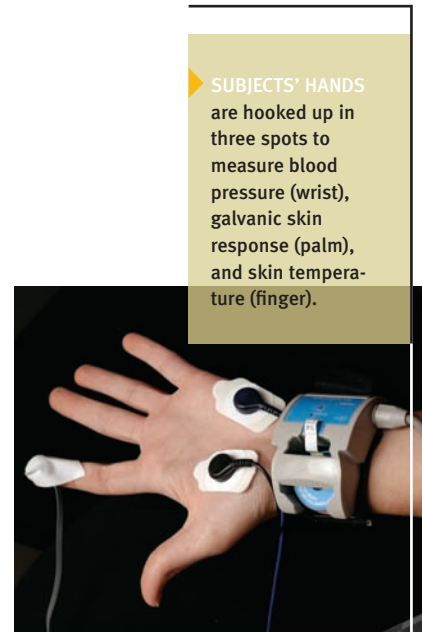 SUBJECTS’ HANDS
are hooked up in
three spots to
measure blood
pressure (wrist),
galvanic skin
response (palm),
and skin tempera-
ture (finger).